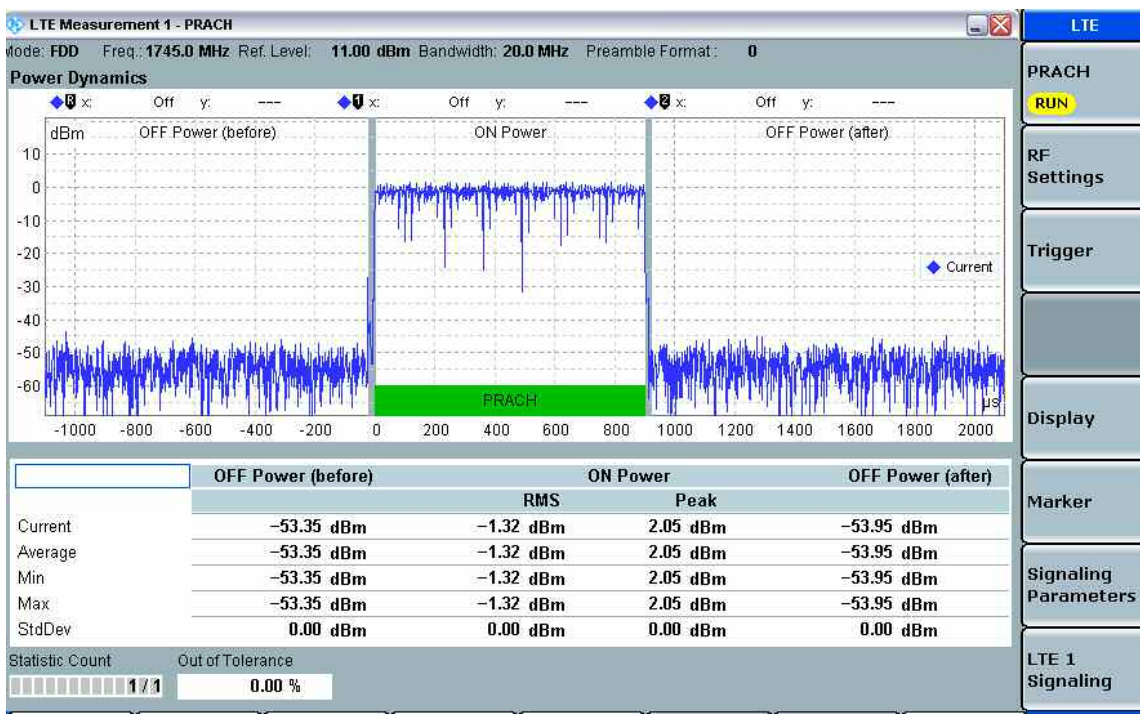 LTE Measurement 1 - PRACH
Mode: FDD Freq.: 1745.0 MHz Ref. Level: 11.00 dBm Bandwidth: 20.0 MHz Preamble Format: 0
Power Dynamics
R x: Off y: --- 1 x: Off y: --- 2 x: Off y: ---
dBm OFF Power (before) ON Power OFF Power (after)
10
0
-10
-20
Current
-30
-40
-50
-60
PRACH
µs
-1000 -800 -600 -400 -200 0 200 400 600 800 1000 1200 1400 1600 1800 2000
OFF Power (before) ON Power OFF Power (after)
RMS Peak
Current -53.35 dBm -1.32 dBm 2.05 dBm -53.95 dBm
Average -53.35 dBm -1.32 dBm 2.05 dBm -53.95 dBm
Min -53.35 dBm -1.32 dBm 2.05 dBm -53.95 dBm
Max -53.35 dBm -1.32 dBm 2.05 dBm -53.95 dBm
StdDev 0.00 dBm 0.00 dBm 0.00 dBm 0.00 dBm
Statistic Count Out of Tolerance
1 / 1 0.00 %
LTE
PRACH
RUN
RF
Settings
Trigger
Display
Marker
Signaling
Parameters
LTE 1
Signaling